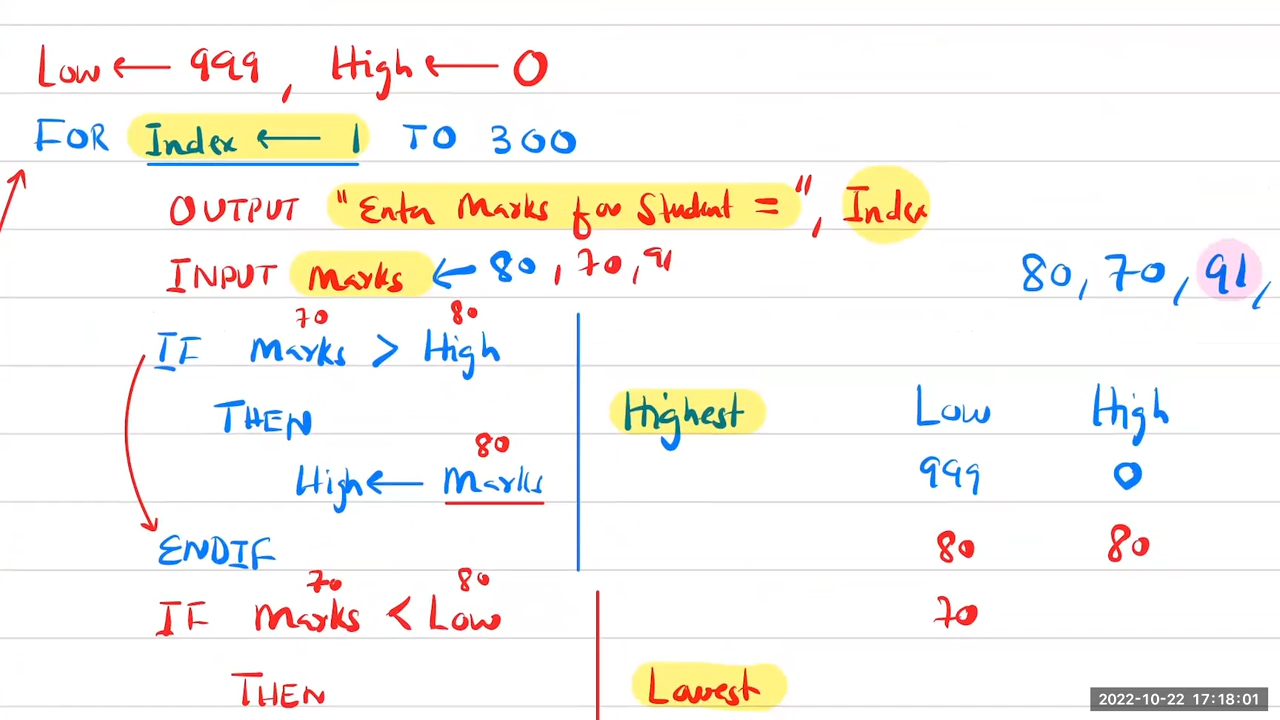 Low ← 999, High ← 0
FOR Index ← 1 TO 300
OUTPUT "Enter Marks for Student = ", Index
INPUT Marks ← 80, 70, 91
80, 70, 91,
70 80
IF Marks > High
THEN
Highest
Low High
80
High ← Marks
999 0
ENDIF
80 80
70 80
IF Marks < Low
70
THEN
Lowest
2022-10-22 17:18:01